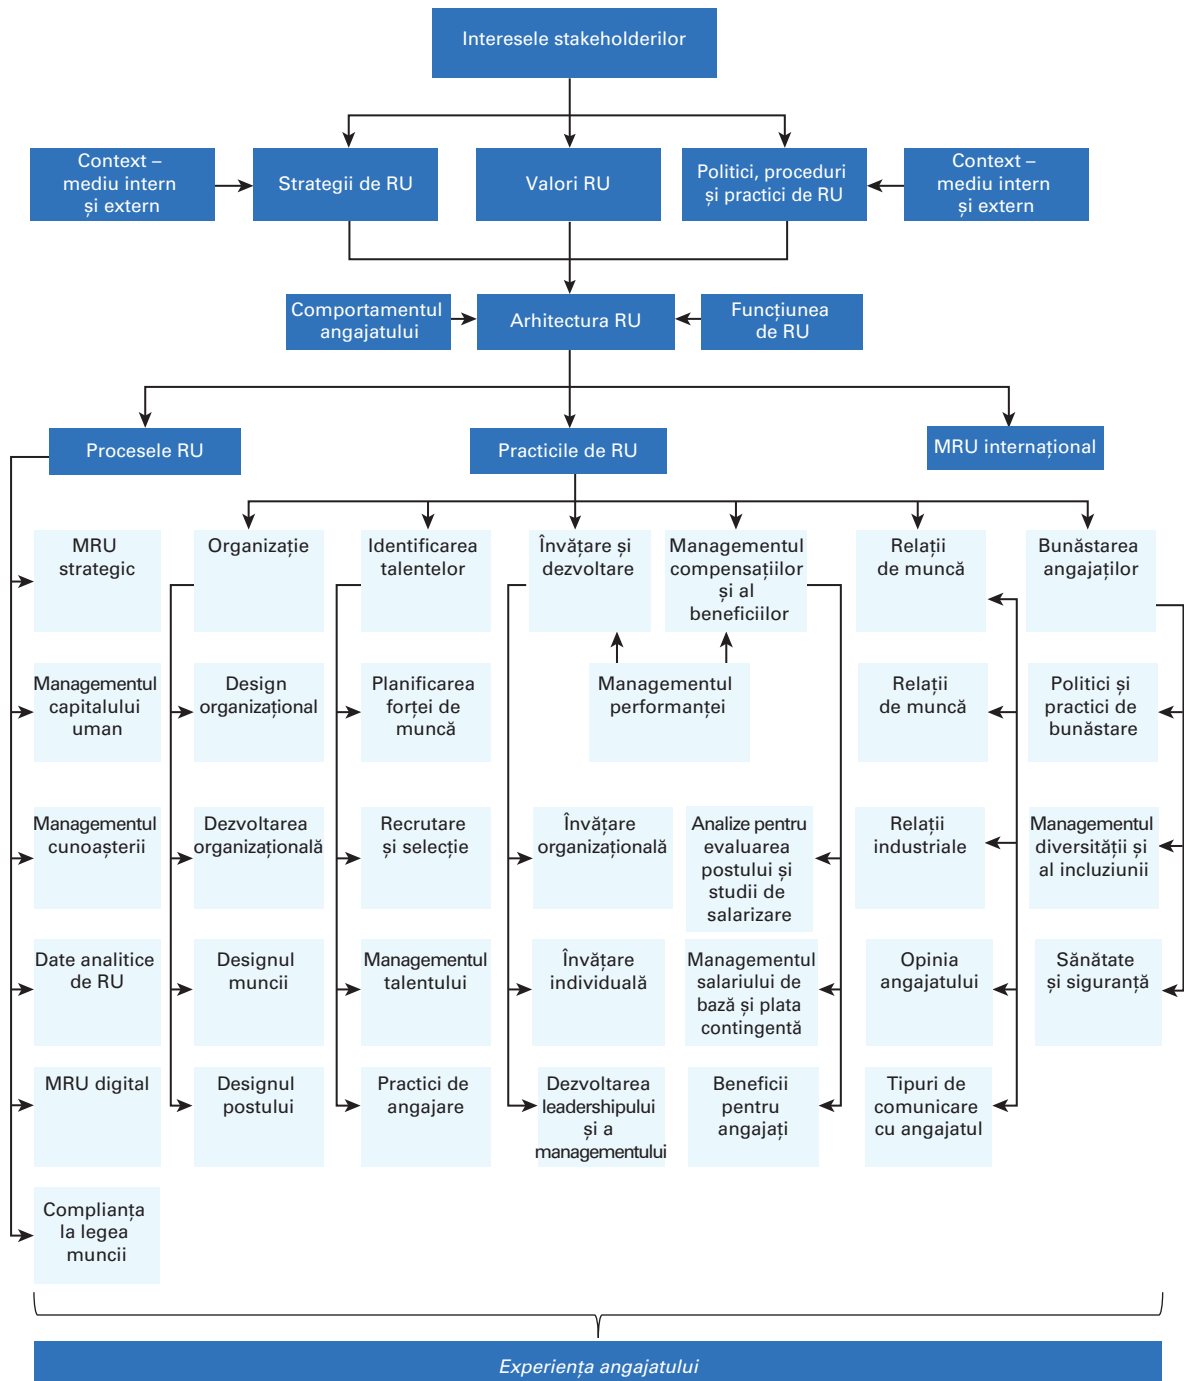 Interesele stakeholderilor
Context –
mediu intern
și extern
Strategii de RU
Valori RU
Politici, proceduri
și practici de RU
Context –
mediu intern
și extern
Comportamentul
angajatului
Arhitectura RU
Funcțiunea
de RU
Procesele RU
Practicile de RU
MRU internațional
MRU
strategic
Organizație
Identificarea
talentelor
Învățare și
dezvoltare
Managementul
compensațiilor
și al
beneficiilor
Relații
de muncă
Bunăstarea
angajaților
Managementul
capitalului
uman
Design
organizațional
Planificarea
forței de
muncă
Managementul
performanței
Relații
de muncă
Politici și
practici de
bunăstare
Managementul
cunoașterii
Dezvoltarea
organizațională
Recrutare
și selecție
Învățare
organizațională
Analize pentru
evaluarea
postului și
studii de
salarizare
Relații
industriale
Managementul
diversității și
al incluziunii
Date analitice
de RU
Designul
muncii
Managementul
talentului
Învățare
individuală
Managementul
salariului de
bază și plata
contingentă
Opinia
angajatului
Sănătate
și siguranță
MRU digital
Designul
postului
Practici de
angajare
Dezvoltarea
leadershipului
și a
managementului
Beneficii
pentru
angajați
Tipuri de
comunicare
cu angajatul
Complianța
la legea
muncii
Experiența angajatului